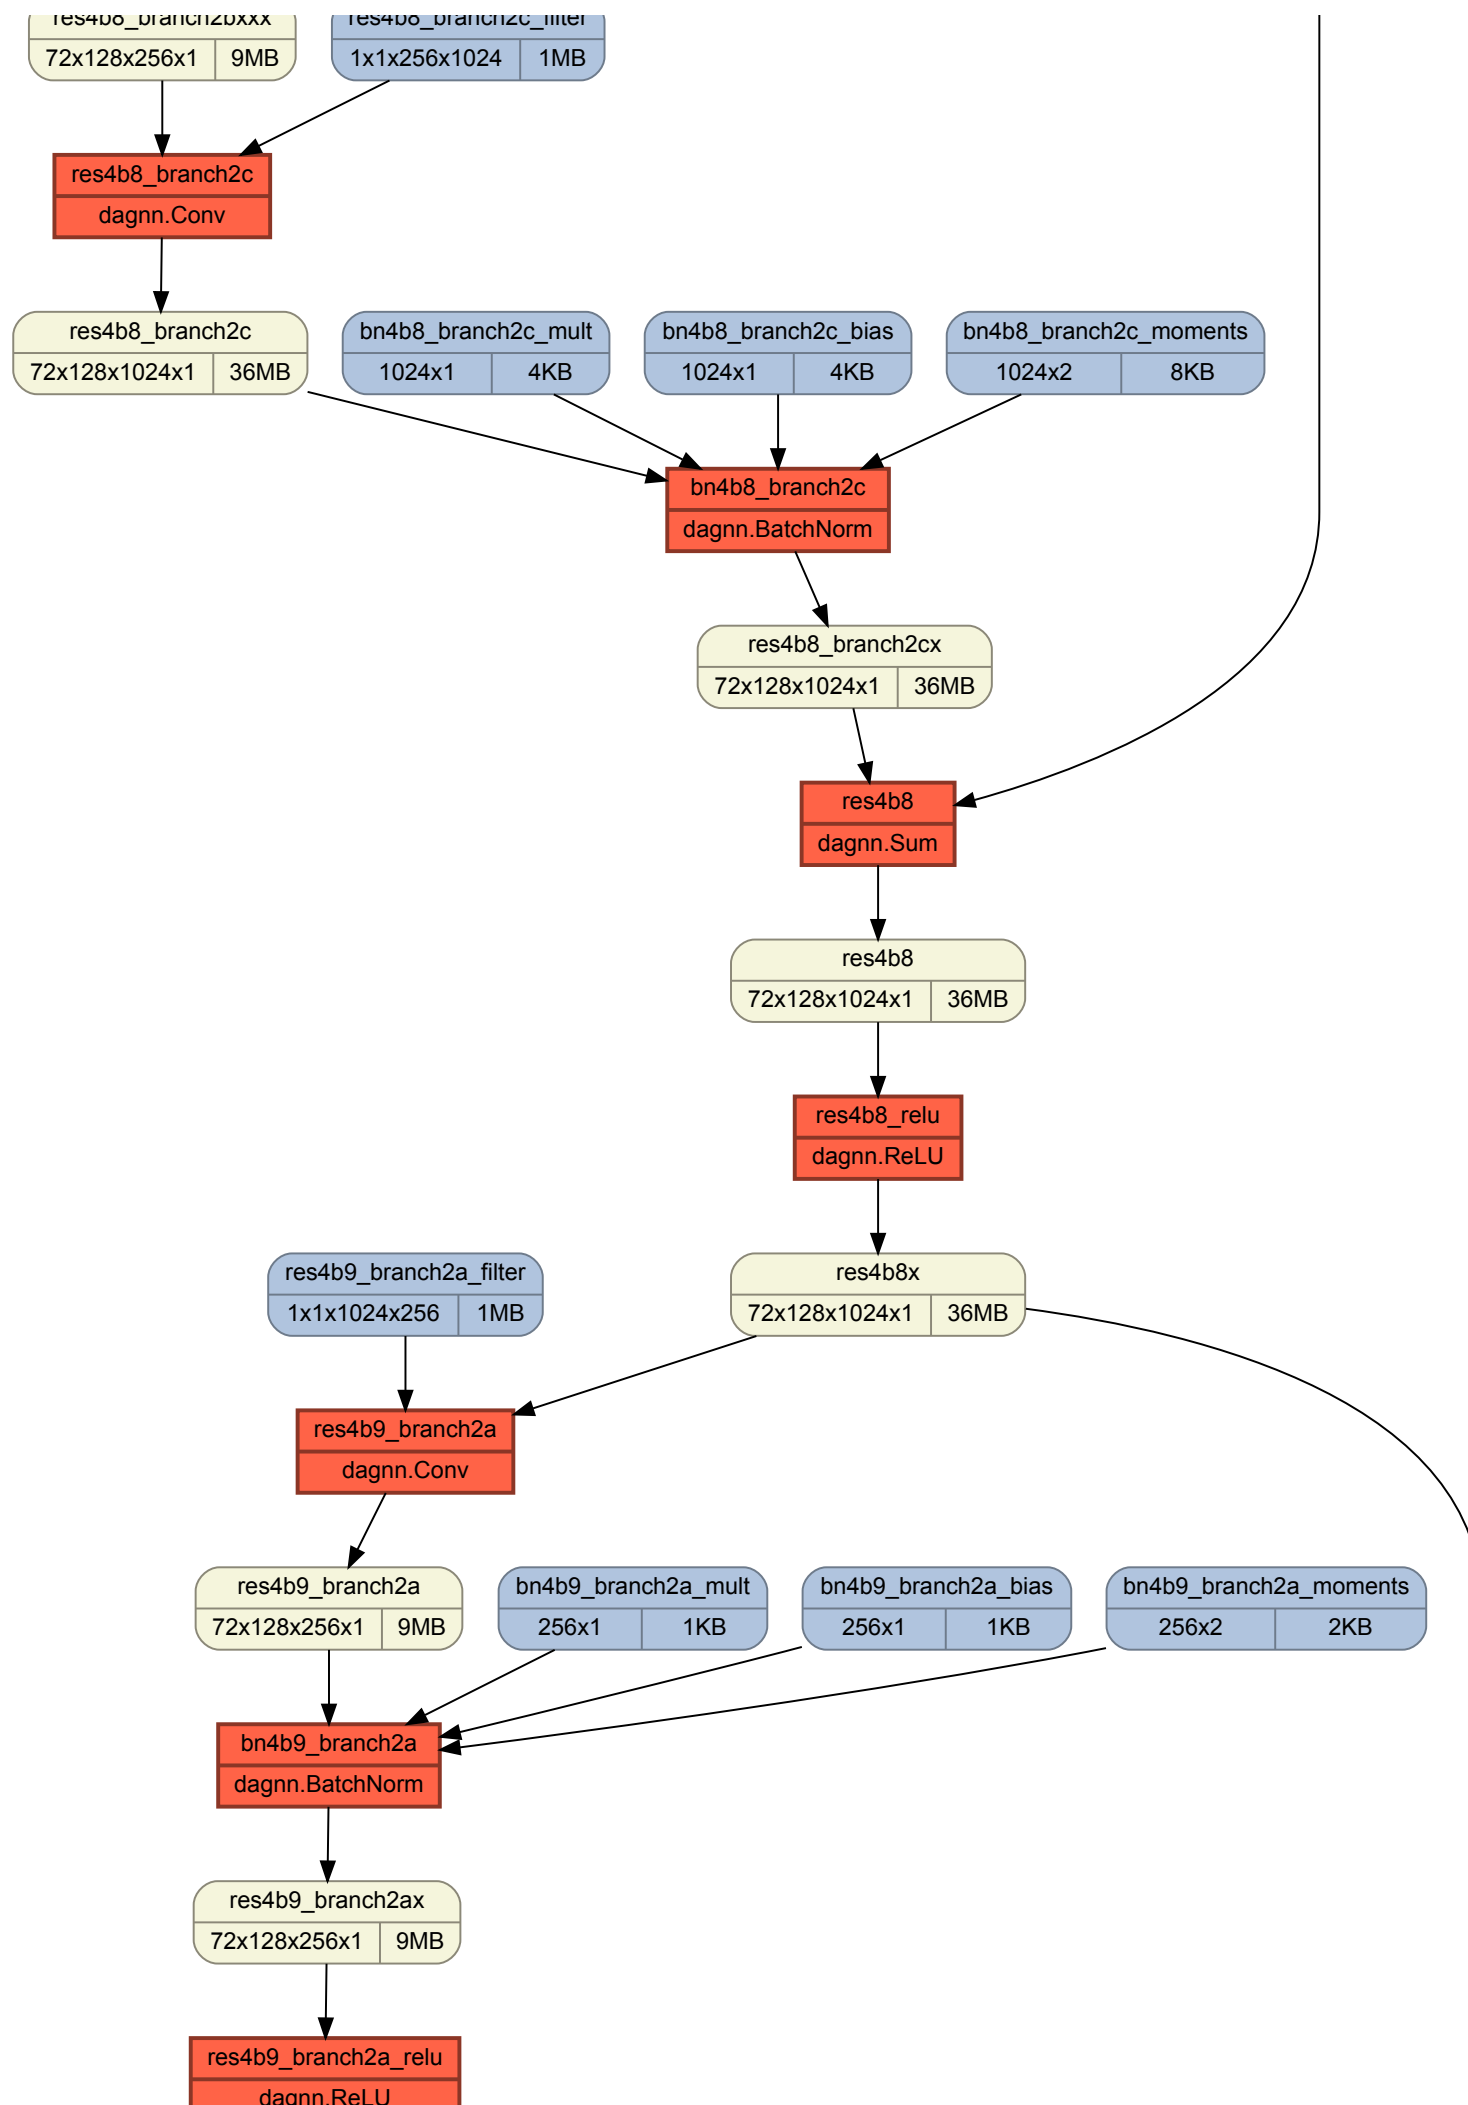 res4b8_branch2bxxx
res4b8_branch2c_filter
72x128x256x1 9MB
1x1x256x1024 1MB
res4b8_branch2c
dagnn.Conv
res4b8_branch2c
72x128x1024x1 36MB
bn4b8_branch2c_mult
1024x1 4KB
bn4b8_branch2c_bias
1024x1 4KB
bn4b8_branch2c_moments
1024x2 8KB
bn4b8_branch2c
dagnn.BatchNorm
res4b8_branch2cx
72x128x1024x1 36MB
res4b8
dagnn.Sum
res4b8
72x128x1024x1 36MB
res4b8_relu
dagnn.ReLU
res4b9_branch2a_filter
1x1x1024x256 1MB
res4b8x
72x128x1024x1 36MB
res4b9_branch2a
dagnn.Conv
res4b9_branch2a
72x128x256x1 9MB
bn4b9_branch2a_mult
256x1 1KB
bn4b9_branch2a_bias
256x1 1KB
bn4b9_branch2a_moments
256x2 2KB
bn4b9_branch2a
dagnn.BatchNorm
res4b9_branch2ax
72x128x256x1 9MB
res4b9_branch2a_relu
dagnn.ReLU